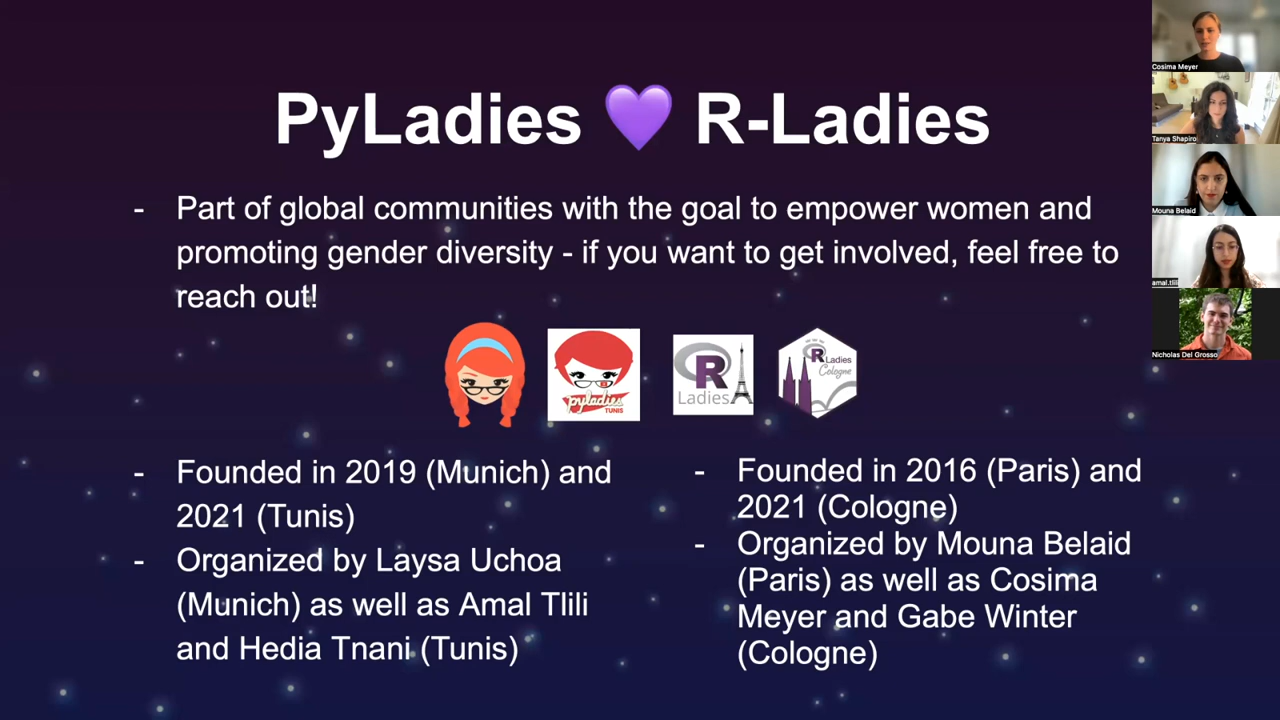 PyLadies 💜 R-Ladies
- Part of global communities with the goal to empower women and
promoting gender diversity - if you want to get involved, feel free to
reach out!
pyladies
TUNIS
R
Ladies
R
Ladies
Cologne
- Founded in 2019 (Munich) and
2021 (Tunis)
- Organized by Laysa Uchoa
(Munich) as well as Amal Tlili
and Hedia Tnani (Tunis)
- Founded in 2016 (Paris) and
2021 (Cologne)
- Organized by Mouna Belaid
(Paris) as well as Cosima
Meyer and Gabe Winter
(Cologne)
Cosima Meyer
Tanya Shapiro
Mouna Belaid
amal.tlili
Nicholas Del Grosso